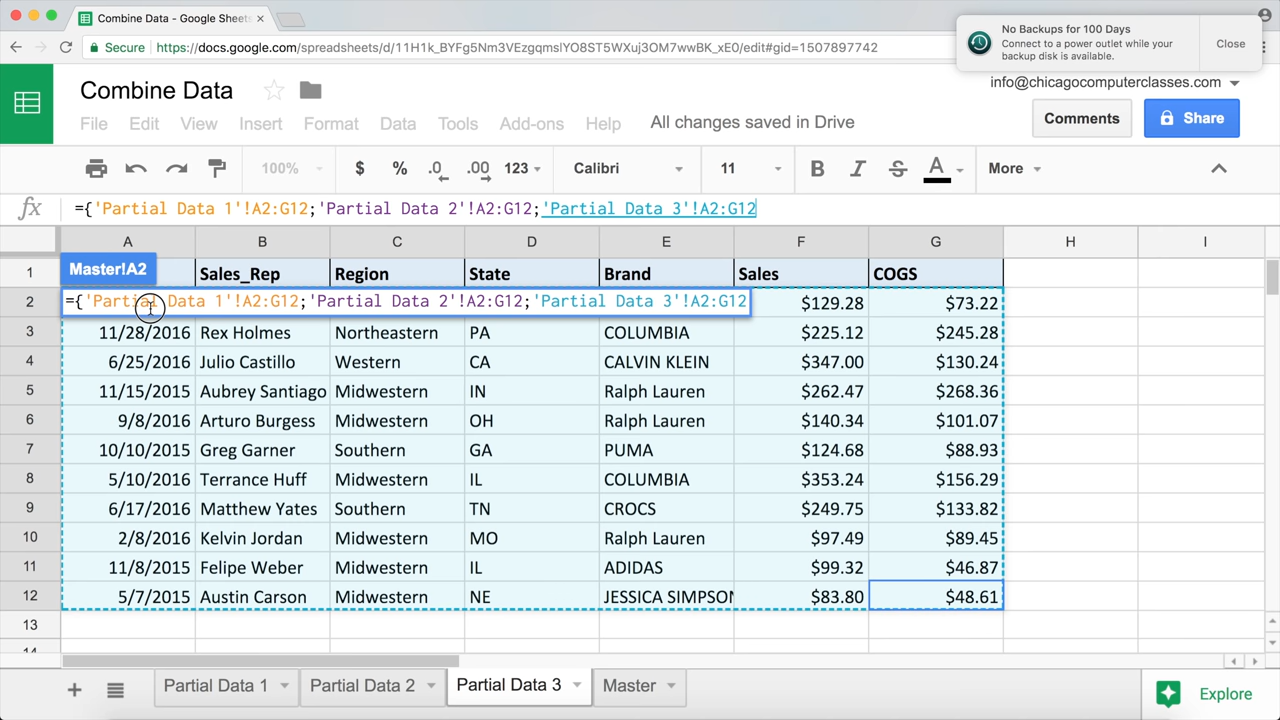 Combine Data - Google Sheets
No Backups for 100 Days
Connect to a power outlet while your
backup disk is available.
Close
Secure https://docs.google.com/spreadsheets/d/11H1k_BYFg5Nm3VEzgqmslYO8ST5WXuj3OM7wwBK_xE0/edit#gid=1507897742
Combine Data
info@chicagocomputerclasses.com
File Edit View Insert Format Data Tools Add-ons Help All changes saved in Drive
Comments Share
100% $ % .0 .00 123 Calibri 11 B I S A More
fx ={'Partial Data 1'!A2:G12;'Partial Data 2'!A2:G12;'Partial Data 3'!A2:G12
A B C D E F G H I
Master!A2
1 Sales_Rep Region State Brand Sales COGS
2 ={'Partial Data 1'!A2:G12;'Partial Data 2'!A2:G12;'Partial Data 3'!A2:G12 $129.28 $73.22
3 11/28/2016 Rex Holmes Northeastern PA COLUMBIA $225.12 $245.28
4 6/25/2016 Julio Castillo Western CA CALVIN KLEIN $347.00 $130.24
5 11/15/2015 Aubrey Santiago Midwestern IN Ralph Lauren $262.47 $268.36
6 9/8/2016 Arturo Burgess Midwestern OH Ralph Lauren $140.34 $101.07
7 10/10/2015 Greg Garner Southern GA PUMA $124.68 $88.93
8 5/10/2016 Terrance Huff Midwestern IL COLUMBIA $353.24 $156.29
9 6/17/2016 Matthew Yates Southern TN CROCS $249.75 $133.82
10 2/8/2016 Kelvin Jordan Midwestern MO Ralph Lauren $97.49 $89.45
11 11/8/2015 Felipe Weber Midwestern IL ADIDAS $99.32 $46.87
12 5/7/2015 Austin Carson Midwestern NE JESSICA SIMPSON $83.80 $48.61
13
14
Partial Data 1 Partial Data 2 Partial Data 3 Master
Explore